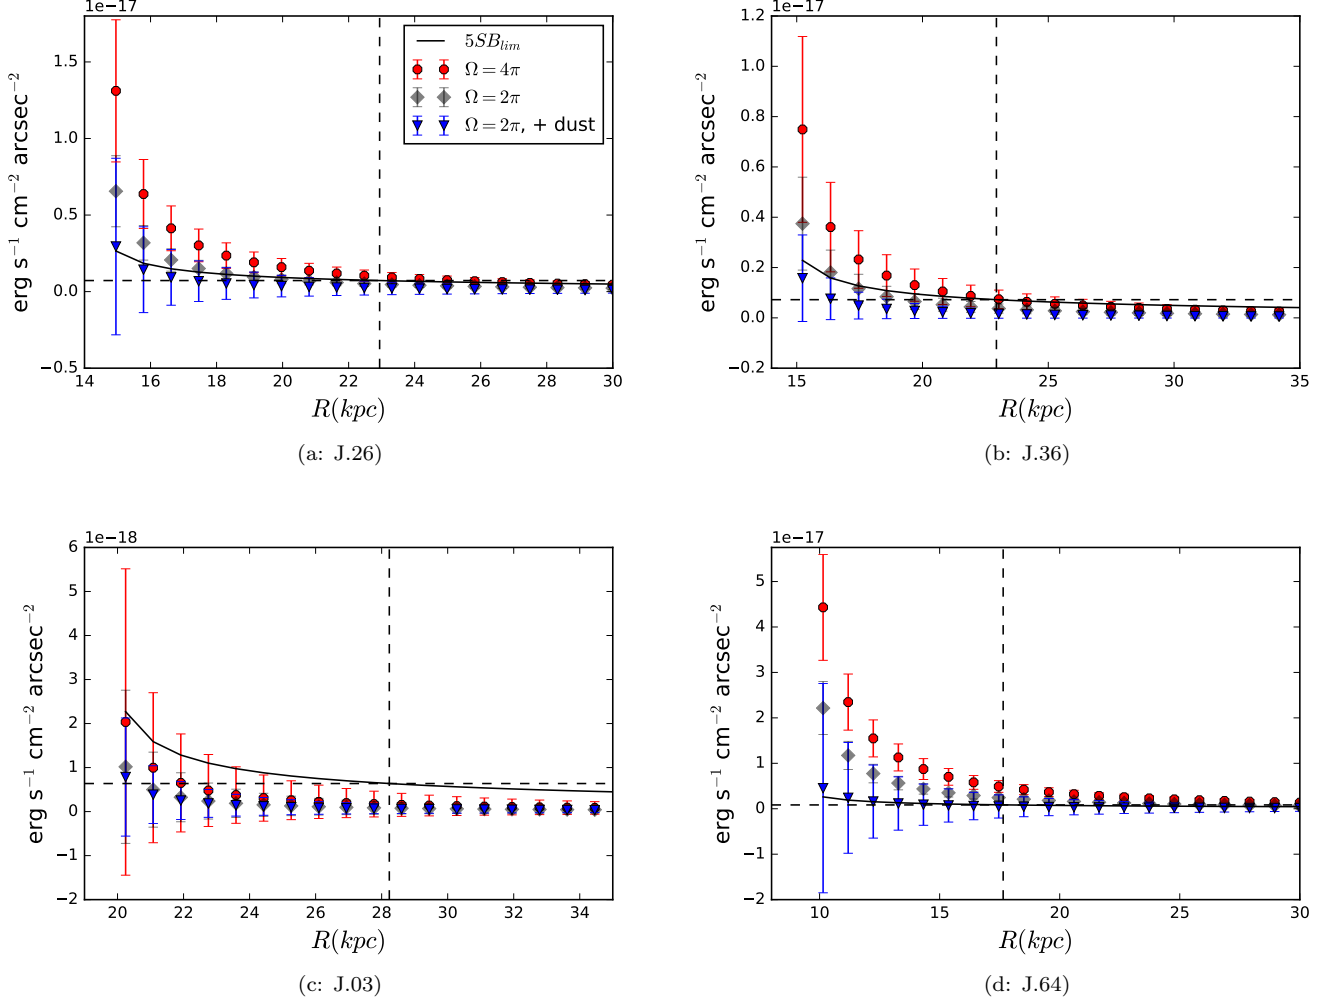 1e−17
1.5
1.0
0.5
0.0
−0.5
erg s⁻¹ cm⁻² arcsec⁻²
5SB_lim
Ω = 4π
Ω = 2π
Ω = 2π, + dust
14 16 18 20 22 24 26 28 30
R(kpc)
(a: J.26)
1e−17
1.2
1.0
0.8
0.6
0.4
0.2
0.0
−0.2
erg s⁻¹ cm⁻² arcsec⁻²
15 20 25 30 35
R(kpc)
(b: J.36)
1e−18
6
5
4
3
2
1
0
−1
−2
erg s⁻¹ cm⁻² arcsec⁻²
20 22 24 26 28 30 32 34
R(kpc)
(c: J.03)
1e−17
5
4
3
2
1
0
−1
−2
erg s⁻¹ cm⁻² arcsec⁻²
10 15 20 25 30
R(kpc)
(d: J.64)